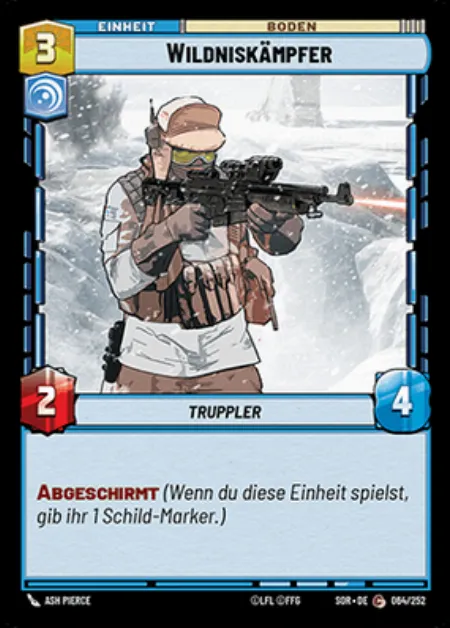 EINHEIT
BODEN
3
WILDNISKÄMPFER
2
TRUPPLER
4
ABGESCHIRMT (Wenn du diese Einheit spielst,
gib ihr 1 Schild-Marker.)
ASH PIERCE
©LFL ©FFG
SOR • DE
C
064/252